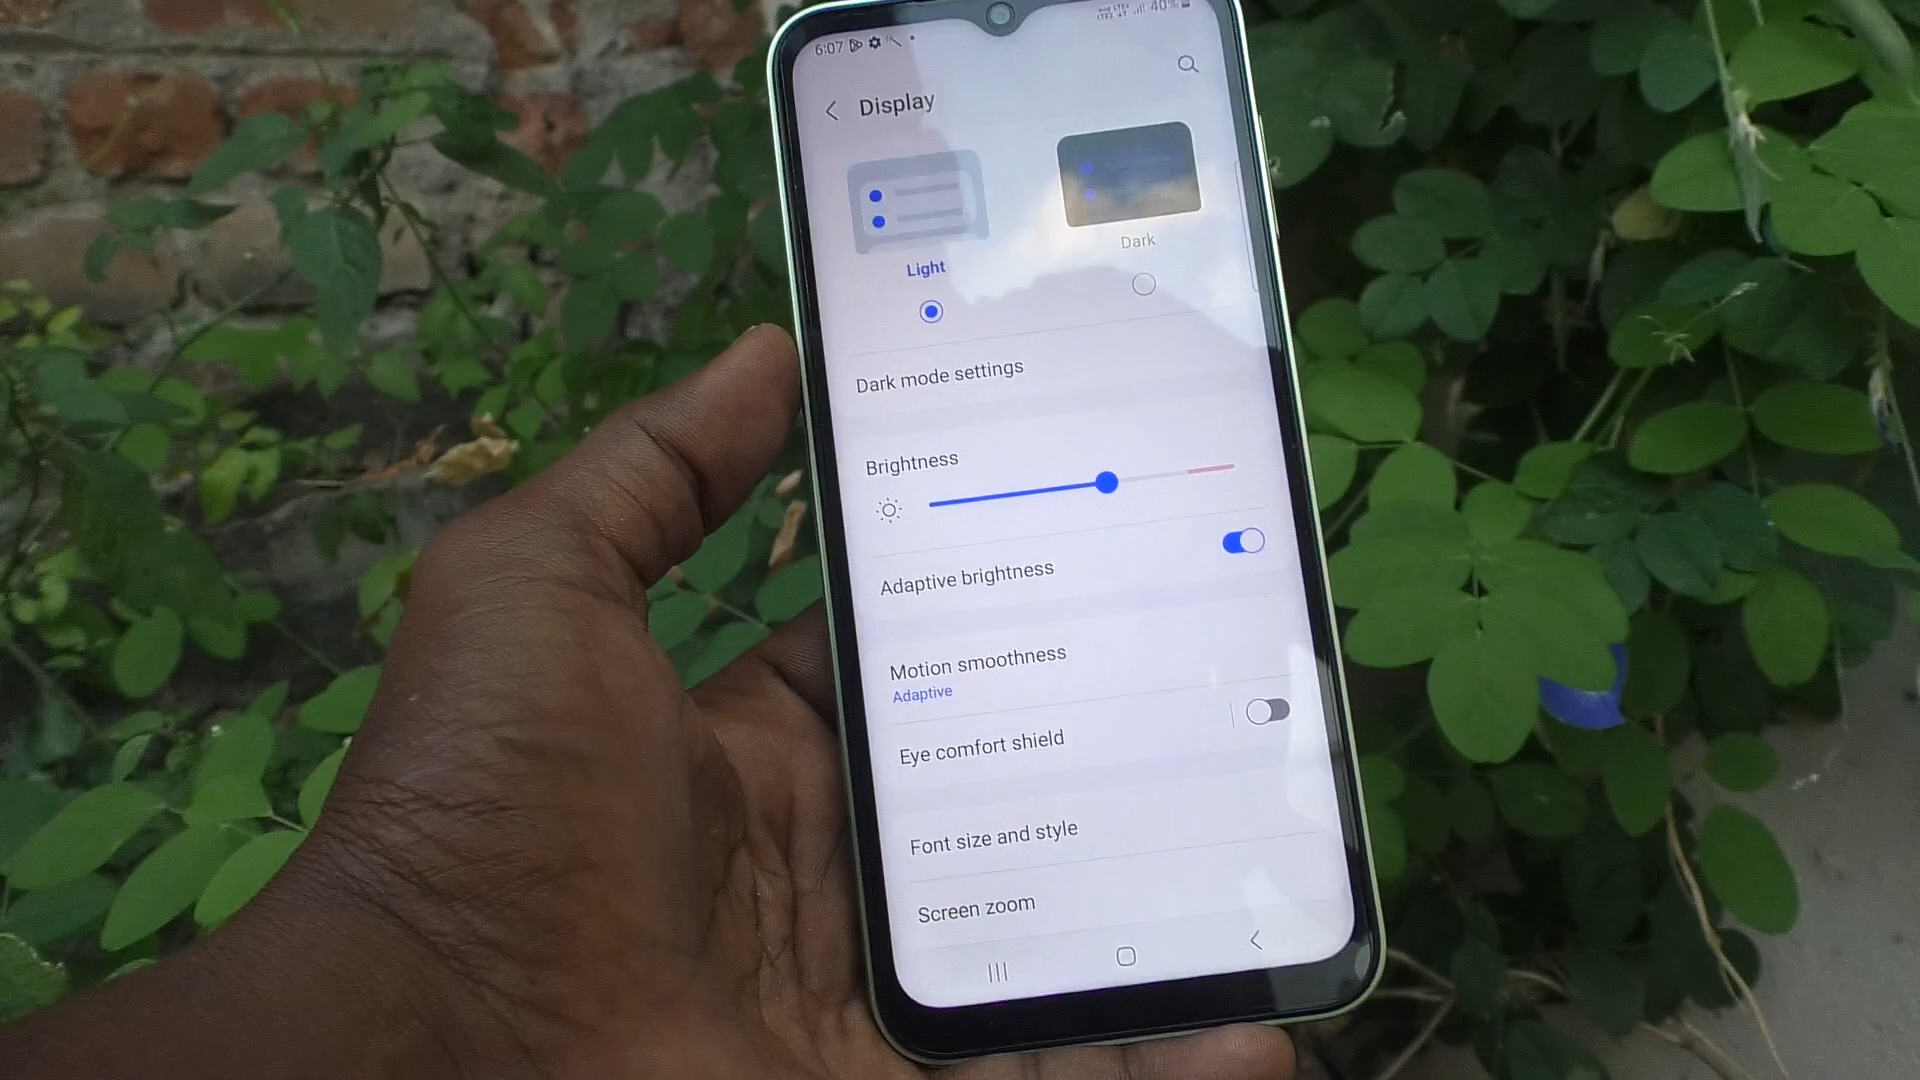 6:07
40%
Display
Light
Dark
Dark mode settings
Brightness
Adaptive brightness
Motion smoothness
Adaptive
Eye comfort shield
Font size and style
Screen zoom